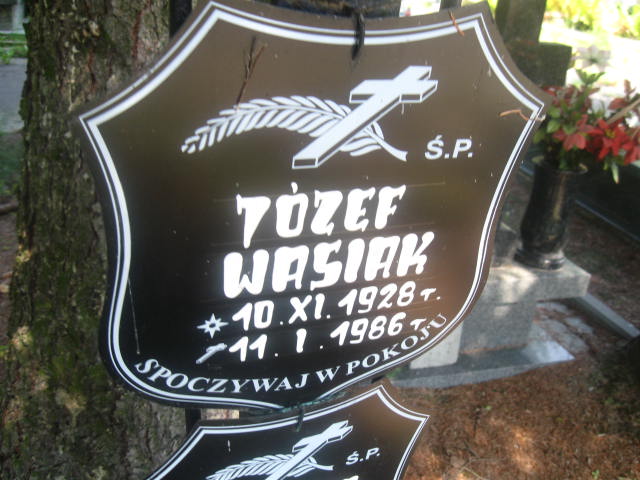 Ś.P.
JÓZEF
WASIAK
* 10.XI.1928 r.
† 11.I.1986 r.
SPOCZYWAJ W POKOJU
Ś.P.